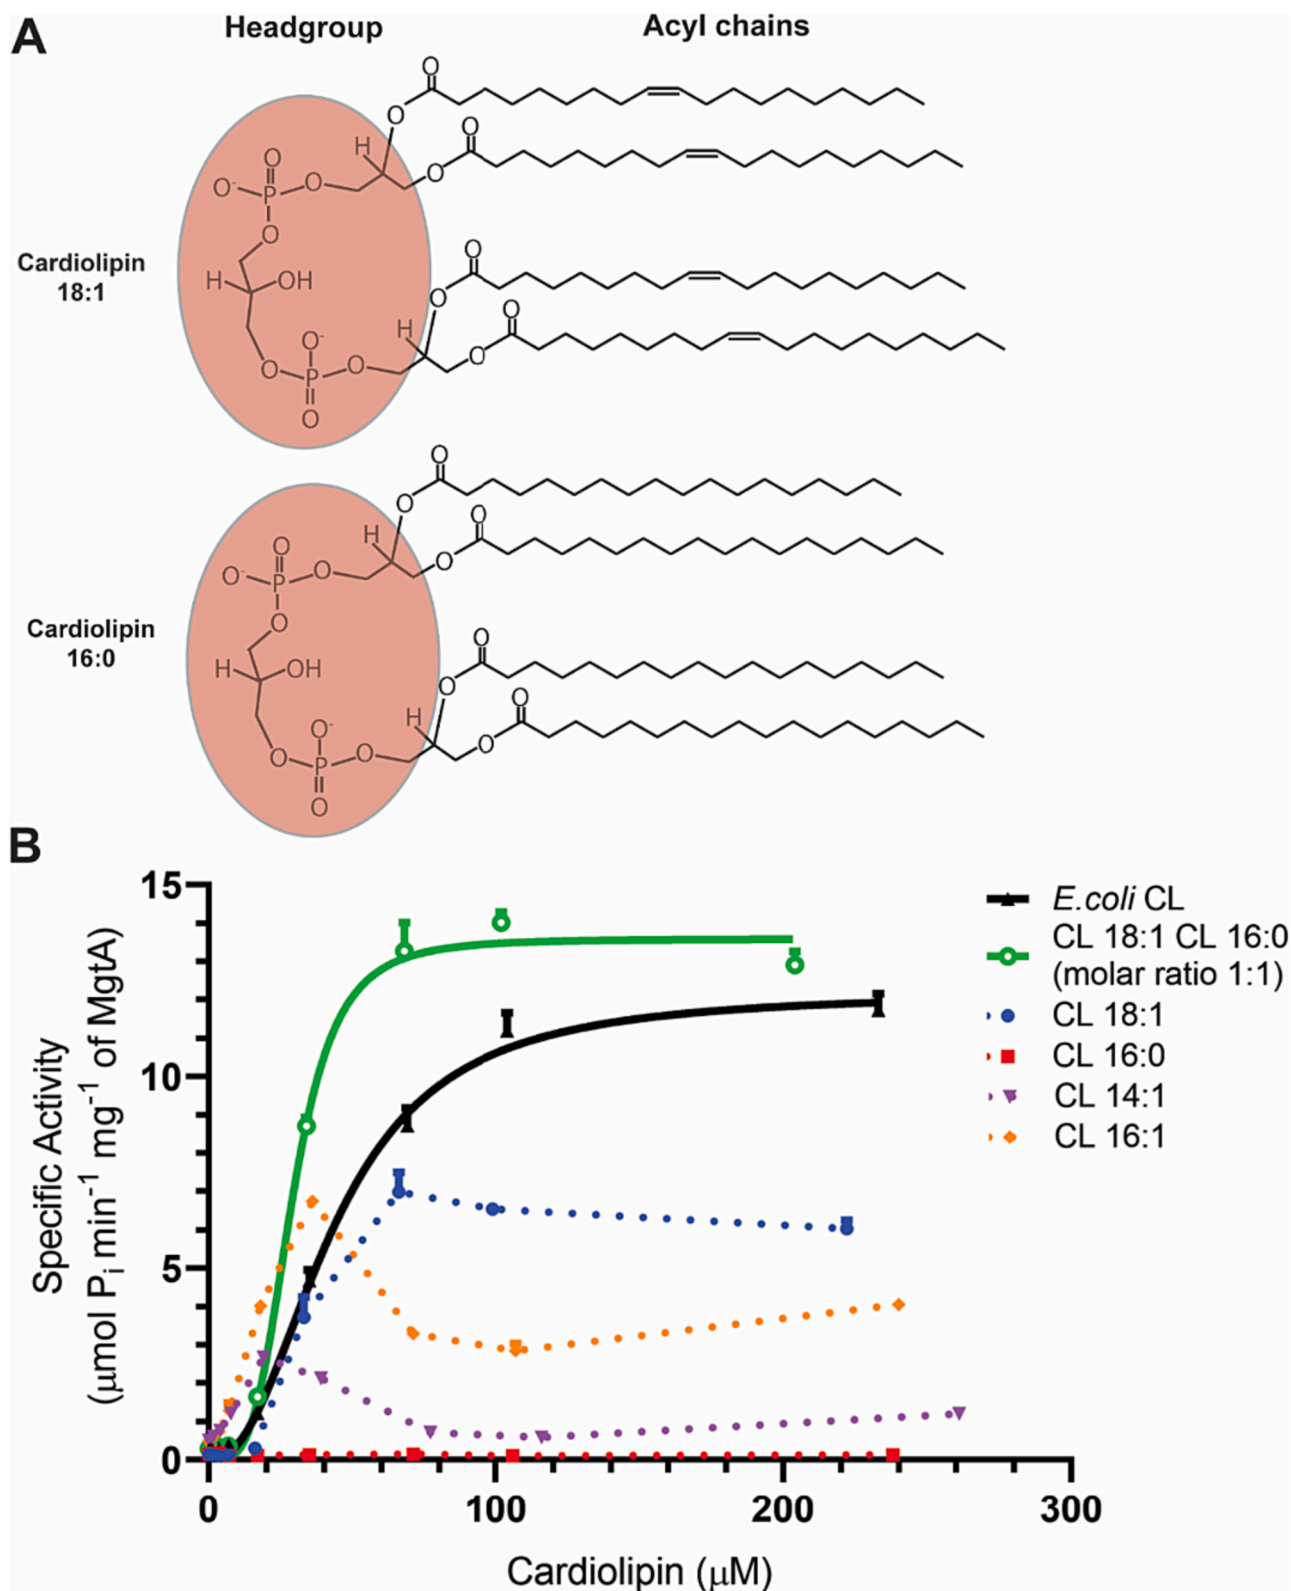 A
Headgroup Acyl chains
Cardiolipin
18:1
O
O
O
O
H
O
O⁻
P
O
O
H
OH
O
O
O
O⁻
H
O
O
P
O
O
Cardiolipin
16:0
O
O
O
O
H
O
O⁻
P
O
O
H
OH
O
O
O
O⁻
H
O
O
P
O
O
B
Specific Activity
(µmol Pi min⁻¹ mg⁻¹ of MgtA)
15
10
5
0
0 100 200 300
Cardiolipin (µM)
E.coli CL
CL 18:1 CL 16:0
(molar ratio 1:1)
CL 18:1
CL 16:0
CL 14:1
CL 16:1